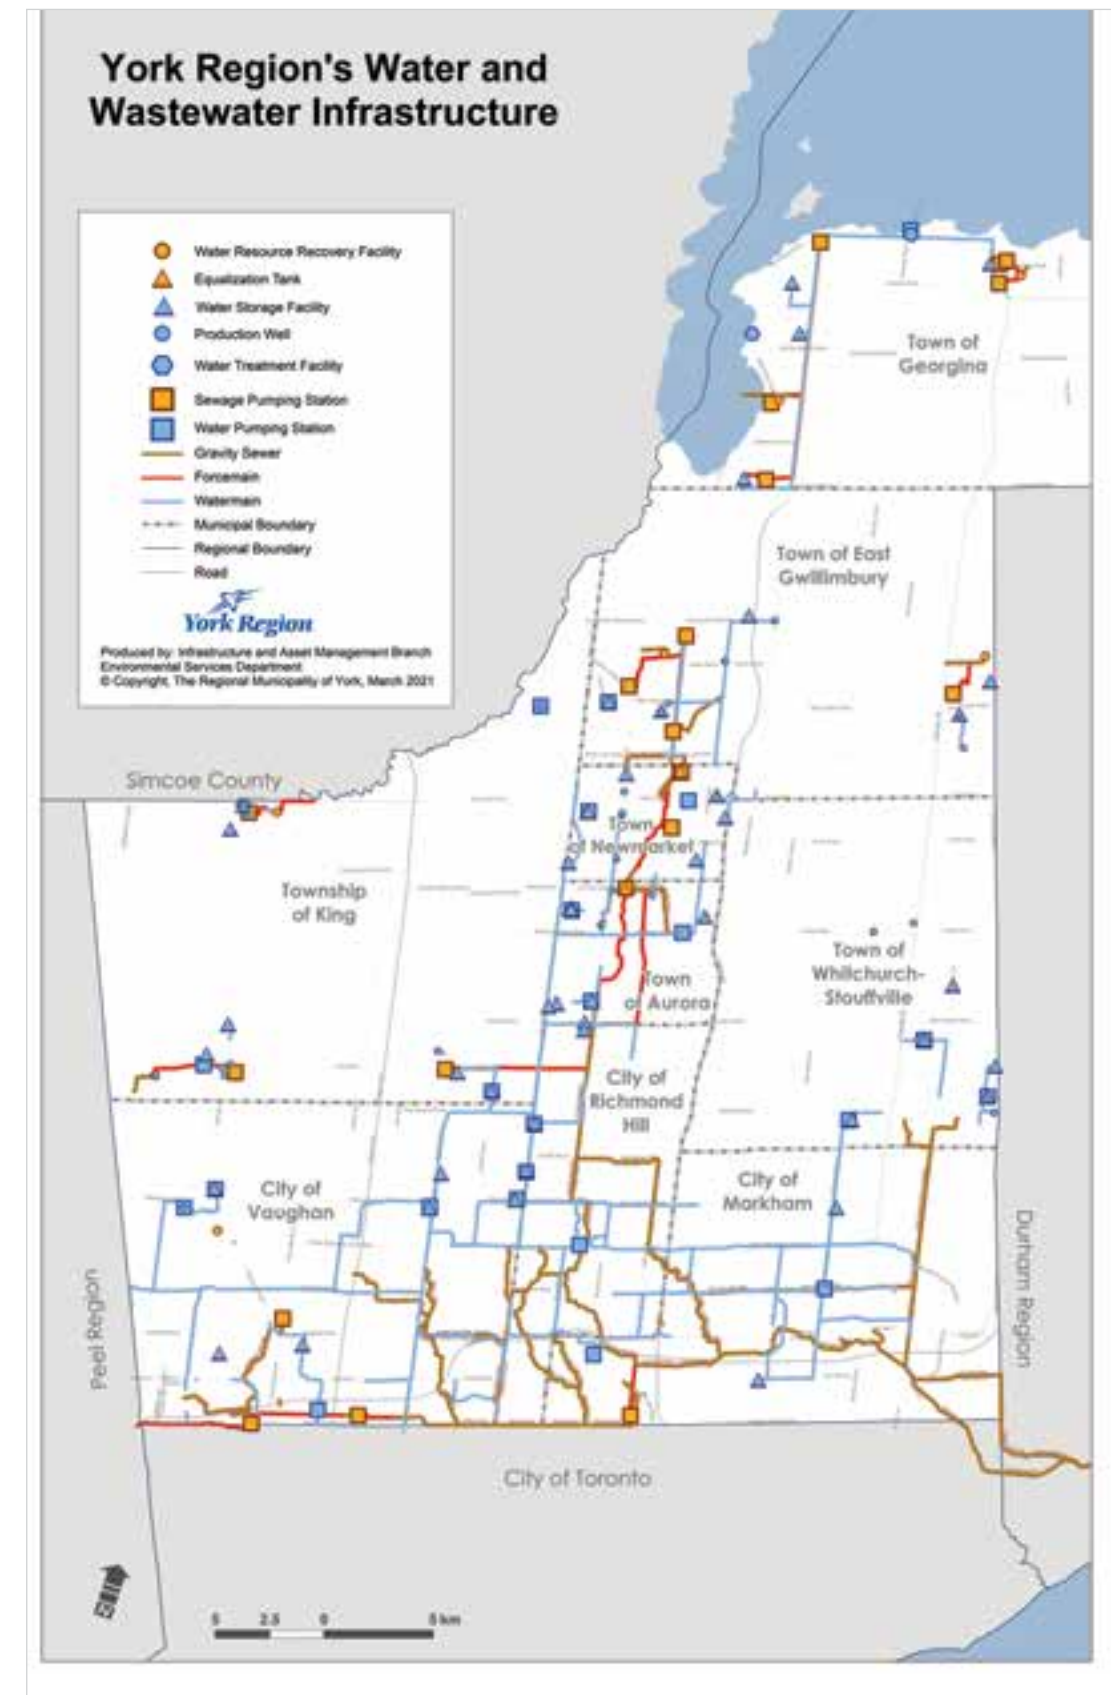 York Region's Water and
Wastewater Infrastructure
Water Resource Recovery Facility
Equalization Tank
Water Storage Facility
Production Well
Water Treatment Facility
Sewage Pumping Station
Water Pumping Station
Gravity Sewer
Forcemain
Watermain
Municipal Boundary
Regional Boundary
Road
York Region
Produced by: Infrastructure and Asset Management Branch
Environmental Services Department
© Copyright, The Regional Municipality of York, March 2021
Town of
Georgina
Town of East
Gwillimbury
Simcoe County
Town
of Newmarket
Township
of King
Town of
Whitchurch-
Stouffville
Town
of Aurora
City of
Richmond
Hill
City of
Vaughan
City of
Markham
Peel Region
Durham Region
City of Toronto
5 2.5 0 5 km